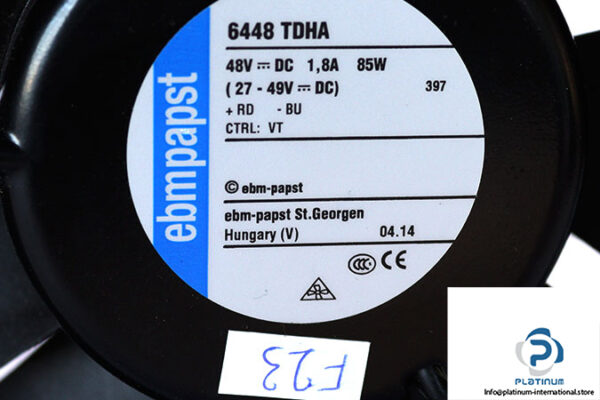 ebmpapst
6448 TDHA
48V ⎓ DC 1,8A 85W
( 27 - 49V ⎓ DC) 397
+ RD - BU
CTRL: VT
© ebm-papst
ebm-papst St.Georgen
Hungary (V) 04.14
CCC CE
F23
PLATINUM
Info@platinum-international.store